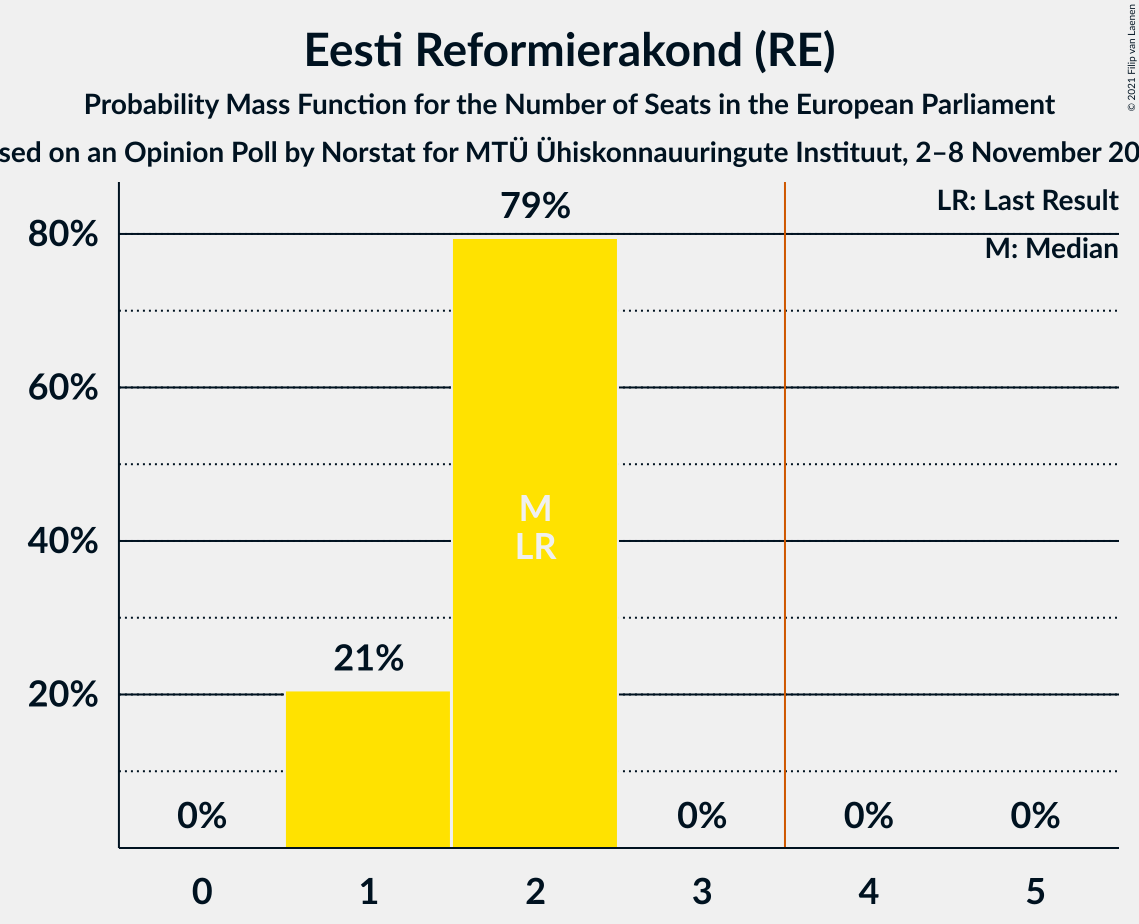 Eesti Reformierakond (RE)
Probability Mass Function for the Number of Seats in the European Parliament
sed on an Opinion Poll by Norstat for MTÜ Ühiskonnauuringute Instituut, 2–8 November 20
© 2021 Filip van Laenen
LR: Last Result
M: Median
80%
60%
40%
20%
0%
21%
79%
M
LR
0%
0%
0%
0
1
2
3
4
5